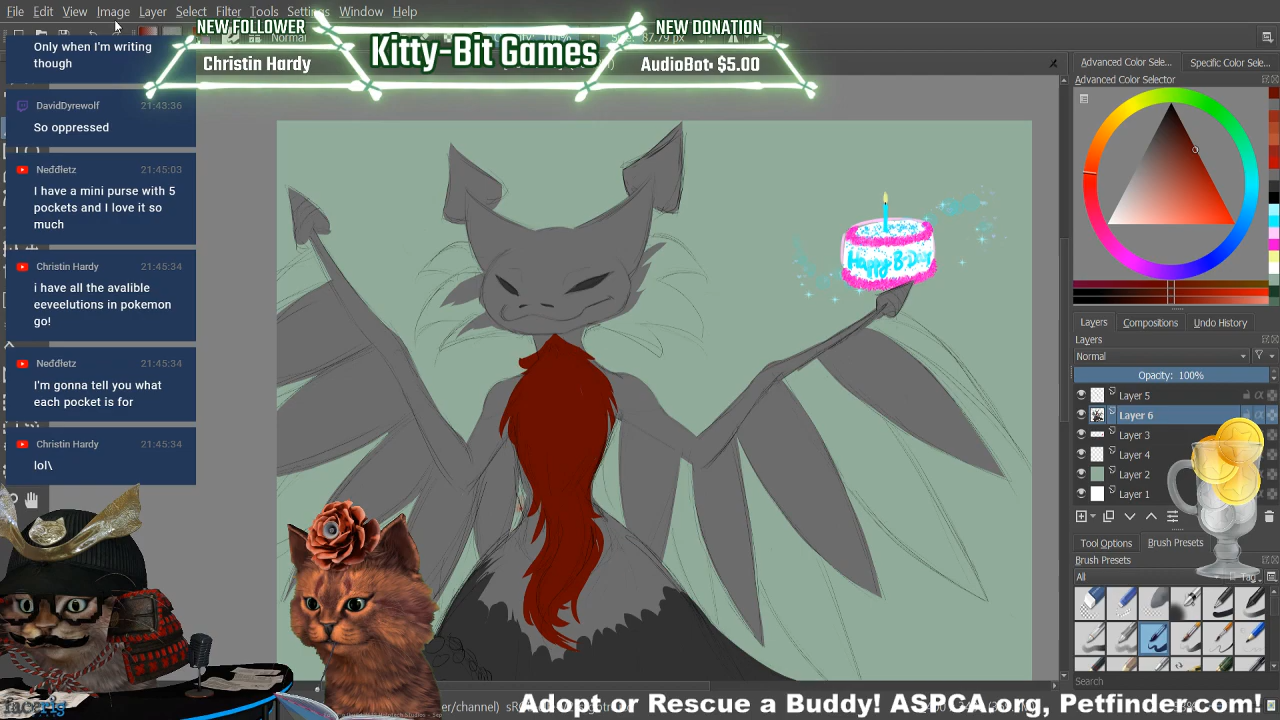 File Edit View Image Layer Select Filter Tools Settings Window Help
NEW FOLLOWER
Christin Hardy
Kitty-Bit Games
NEW DONATION
AudioBot• $5.00
Normal
87.79 px
Only when I'm writing
though
DavidDyrewolf 21:43:36
So oppressed
Neddletz 21:45:03
I have a mini purse with 5
pockets and I love it so
much
Christin Hardy 21:45:34
i have all the avalible
eeveelutions in pokemon
go!
Neddletz 21:45:34
I'm gonna tell you what
each pocket is for
Christin Hardy 21:45:34
lol\
Happy B-Day
Advanced Color Sele... Specific Color Sele...
Advanced Color Selector
Layers Compositions Undo History
Layers
Normal
Opacity: 100%
Layer 5
Layer 6
Layer 3
Layer 4
Layer 2
Layer 1
Tool Options Brush Presets
Brush Presets
All Tag
Search
facerig
Adopt or Rescue a Buddy! ASPCA.org, Petfinder.com!